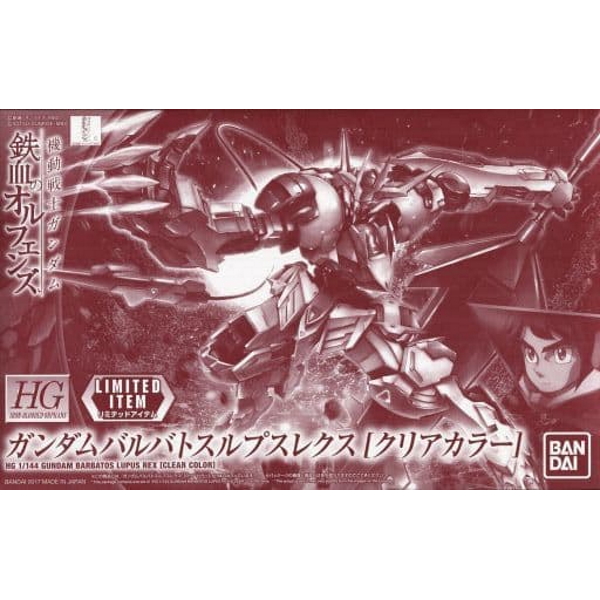 機動戦士ガンダム
鉄血のオルフェンズ
HG
LIMITED
ITEM
リミテッドアイテム
ガンダムバルバトスルプスレクス [クリアカラー]
HG 1/144 GUNDAM BARBATOS LUPUS REX [CLEAR COLOR]
BANDAI 2017 MADE IN JAPAN
BAN
DAI